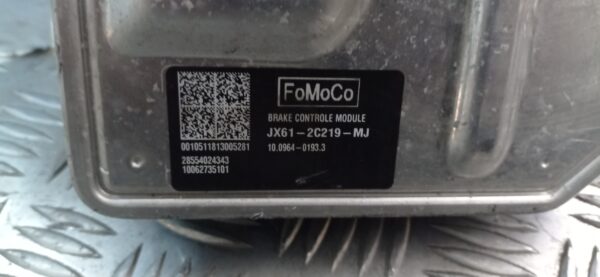 FoMoCo
BRAKE CONTROLE MODULE
JX61-2C219-MJ
0010511813005281
10.0964-0193.3
28554024343
10062735101